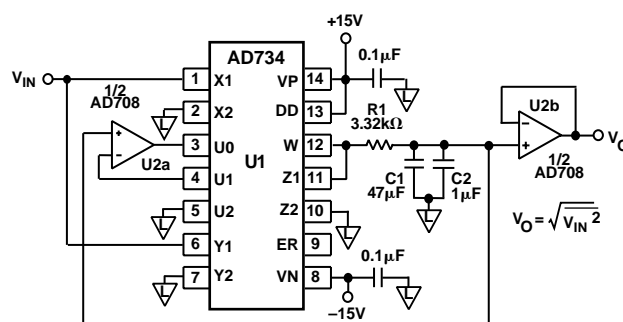 +15V
AD734
0.1µF
L
V_IN
1 X1
VP 14
1/2
AD708
L
2 X2
DD 13
R1
3.32kΩ
U2b
+
–
U2a
3 U0
U1
W 12
–
+
V_O
4 U1
Z1 11
C1
47µF
C2
1µF
1/2
AD708
L
5 U2
Z2 10
L
L
V_O = √V_IN 2
6 Y1
ER 9
0.1µF
L
7 Y2
VN 8
L
–15V